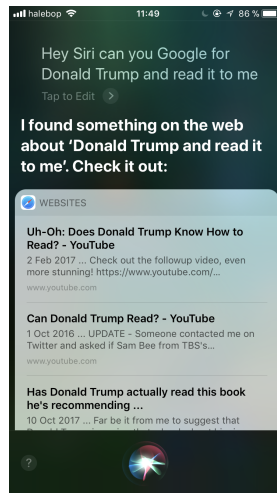 halebop 11:49 86 %
Hey Siri can you Google for
Donald Trump and read it to me
Tap to Edit
I found something on the web
about ‘Donald Trump and read it
to me’. Check it out:
WEBSITES
Uh-Oh: Does Donald Trump Know How to
Read? - YouTube
2 Feb 2017 ... Check out the followup video, even
more stunning! https://www.youtube.com/...
www.youtube.com
Can Donald Trump Read? - YouTube
1 Oct 2016 ... UPDATE - Someone contacted me on
Twitter and asked if Sam Bee from TBS's...
www.youtube.com
Has Donald Trump actually read this book
he's recommending ...
10 Oct 2017 ... Far be it from me to suggest that
?